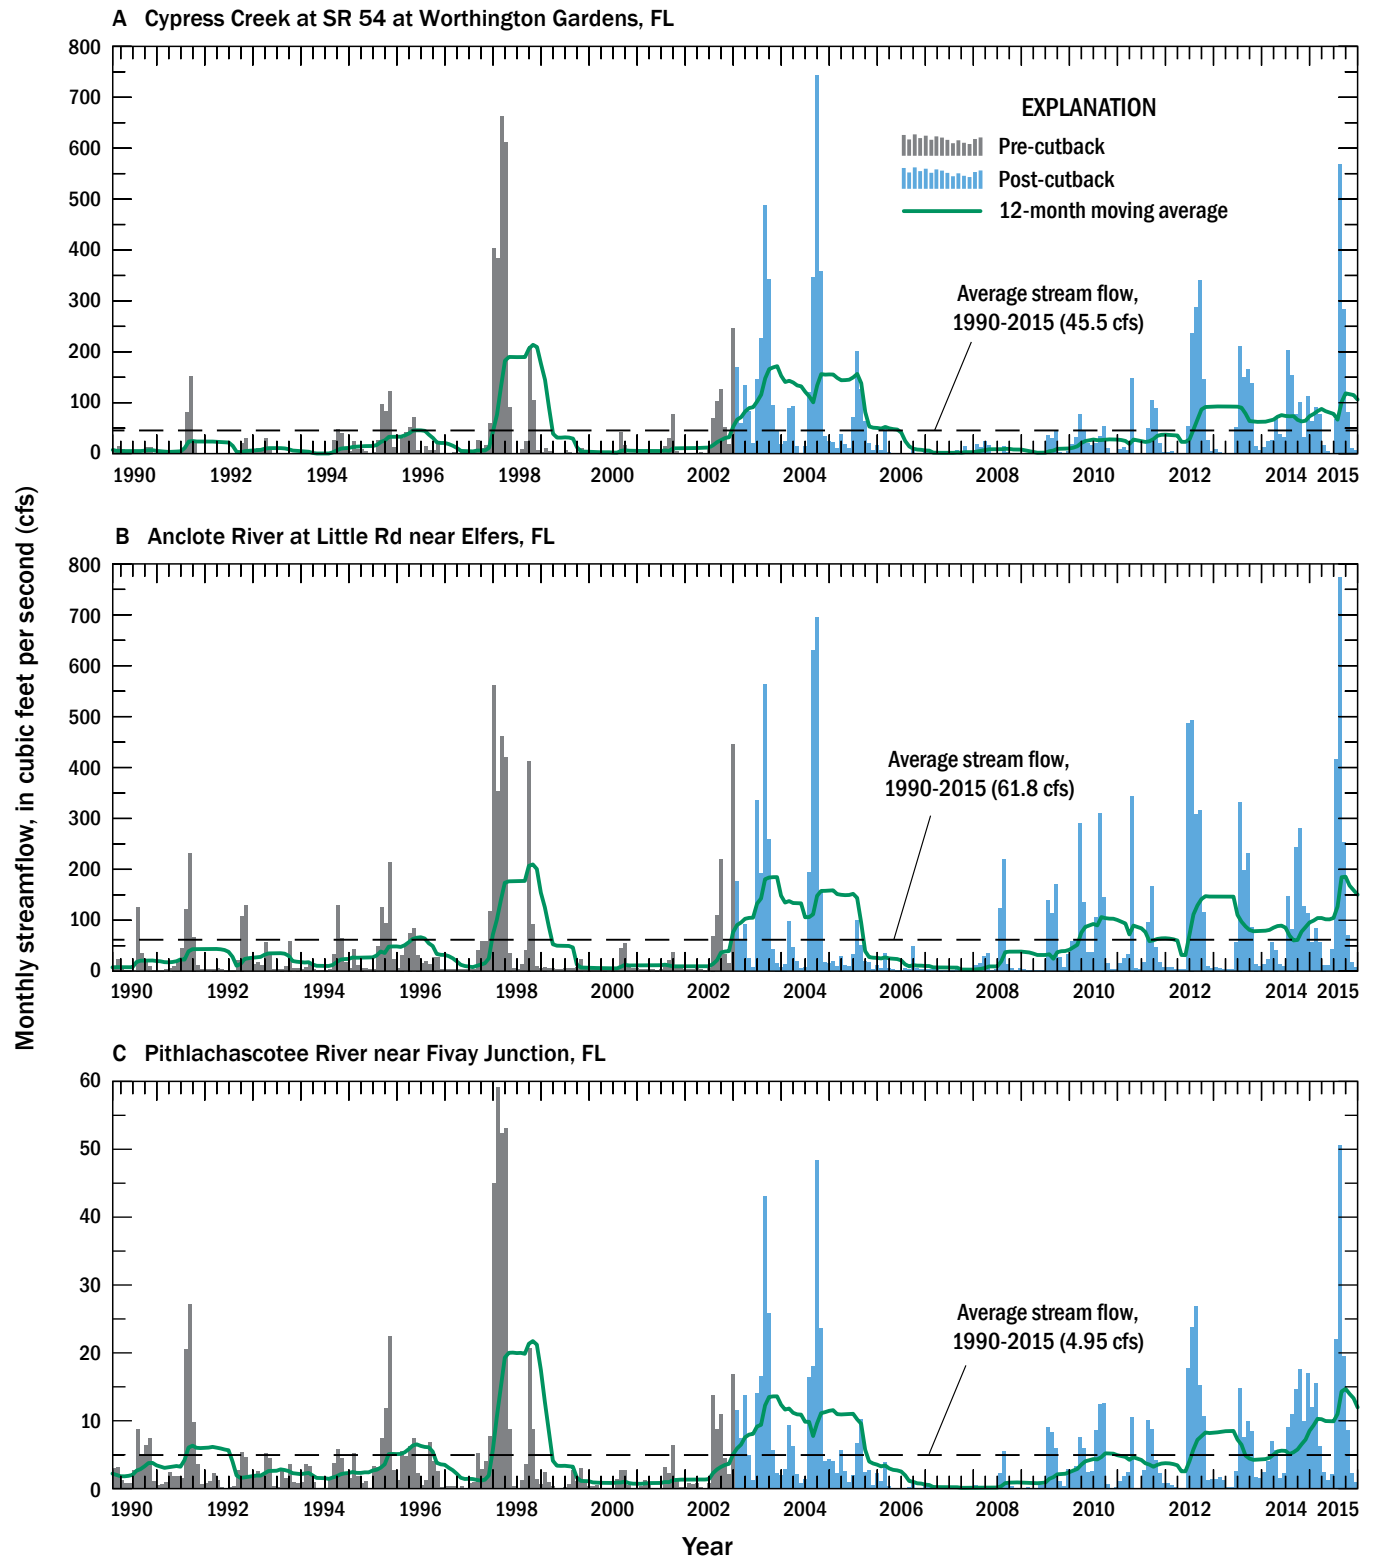 A Cypress Creek at SR 54 at Worthington Gardens, FL
800
700
600
500
400
300
200
100
0
EXPLANATION
Pre-cutback
Post-cutback
12-month moving average
Average stream flow,
1990-2015 (45.5 cfs)
1990 1992 1994 1996 1998 2000 2002 2004 2006 2008 2010 2012 2014 2015
B Anclote River at Little Rd near Elfers, FL
800
700
600
500
400
300
200
100
0
Average stream flow,
1990-2015 (61.8 cfs)
1990 1992 1994 1996 1998 2000 2002 2004 2006 2008 2010 2012 2014 2015
Monthly streamflow, in cubic feet per second (cfs)
C Pithlachascotee River near Fivay Junction, FL
60
50
40
30
20
10
0
Average stream flow,
1990-2015 (4.95 cfs)
1990 1992 1994 1996 1998 2000 2002 2004 2006 2008 2010 2012 2014 2015
Year